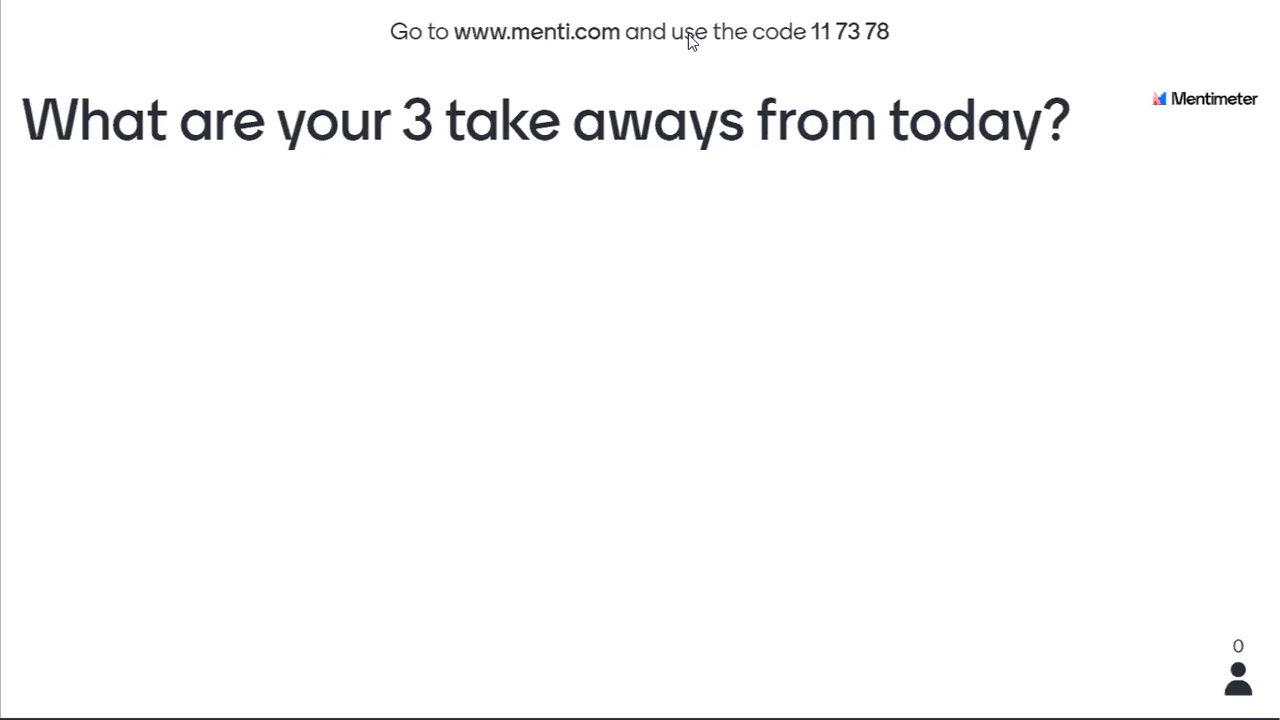 Go to www.menti.com and use the code 11 73 78
What are your 3 take aways from today?
Mentimeter
0